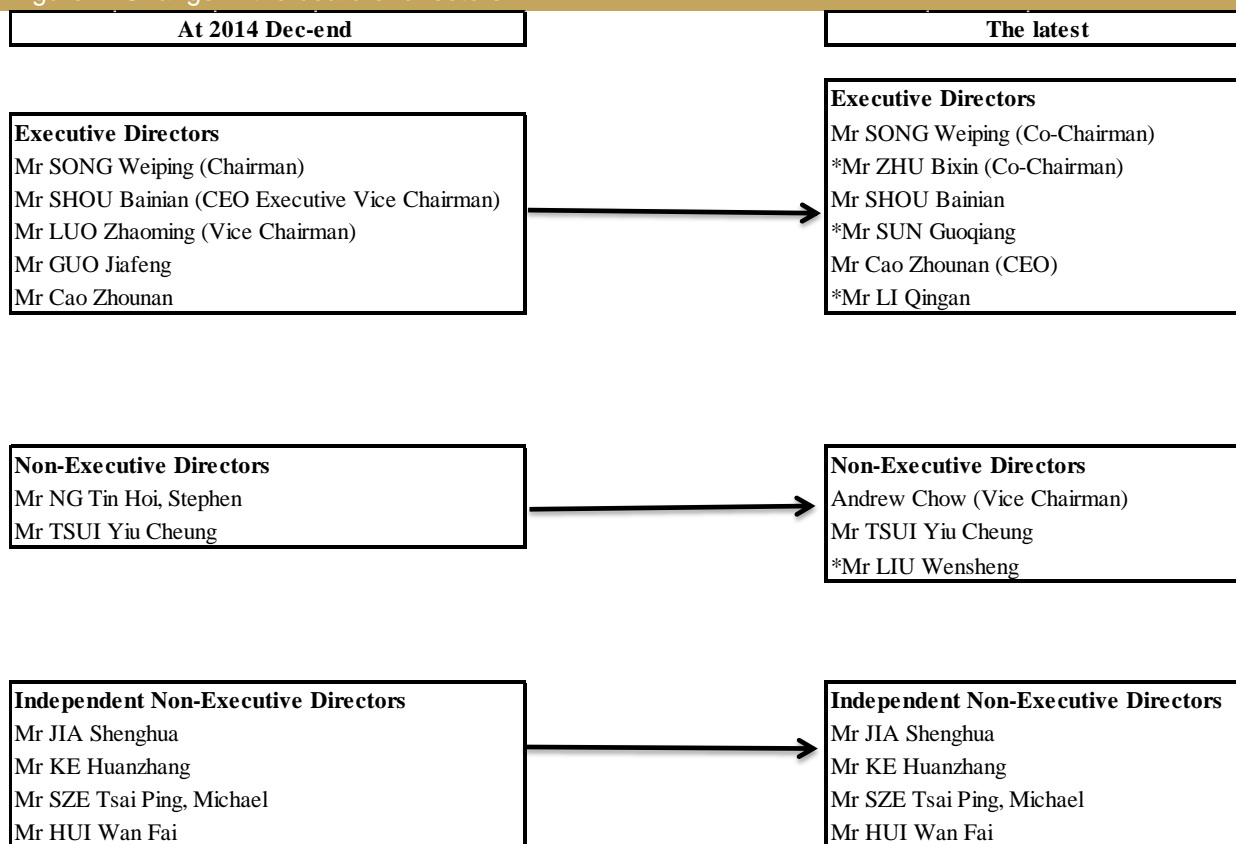 At 2014 Dec-end
The latest
Executive Directors
Mr SONG Weiping (Chairman)
Mr SHOU Bainian (CEO Executive Vice Chairman)
Mr LUO Zhaoming (Vice Chairman)
Mr GUO Jiafeng
Mr Cao Zhounan
Executive Directors
Mr SONG Weiping (Co-Chairman)
*Mr ZHU Bixin (Co-Chairman)
Mr SHOU Bainian
*Mr SUN Guoqiang
Mr Cao Zhounan (CEO)
*Mr LI Qingan
Non-Executive Directors
Mr NG Tin Hoi, Stephen
Mr TSUI Yiu Cheung
Non-Executive Directors
Andrew Chow (Vice Chairman)
Mr TSUI Yiu Cheung
*Mr LIU Wensheng
Independent Non-Executive Directors
Mr JIA Shenghua
Mr KE Huanzhang
Mr SZE Tsai Ping, Michael
Mr HUI Wan Fai
Independent Non-Executive Directors
Mr JIA Shenghua
Mr KE Huanzhang
Mr SZE Tsai Ping, Michael
Mr HUI Wan Fai